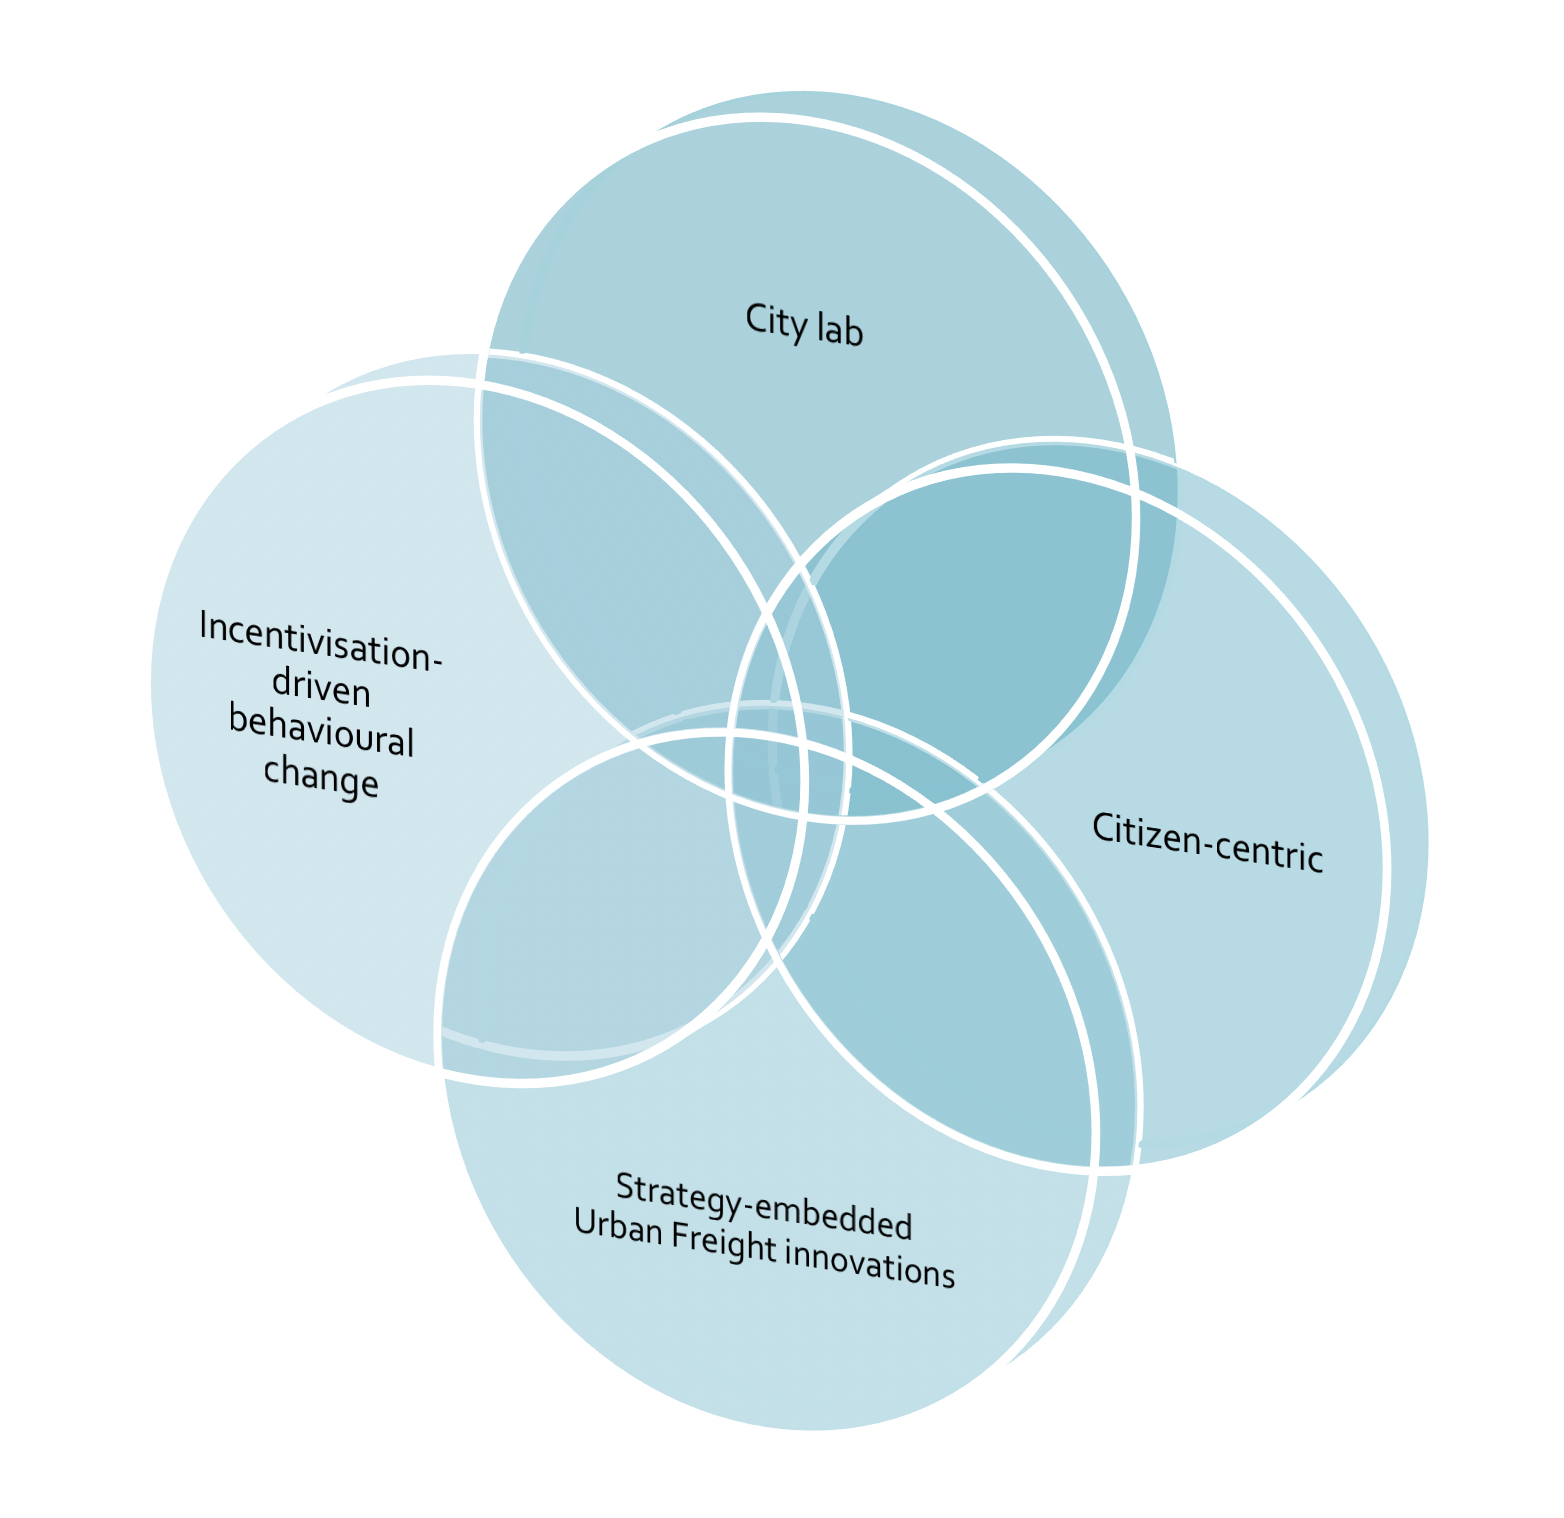 City lab
Incentivisation-
driven
behavioural
change
Citizen-centric
Strategy-embedded
Urban Freight innovations